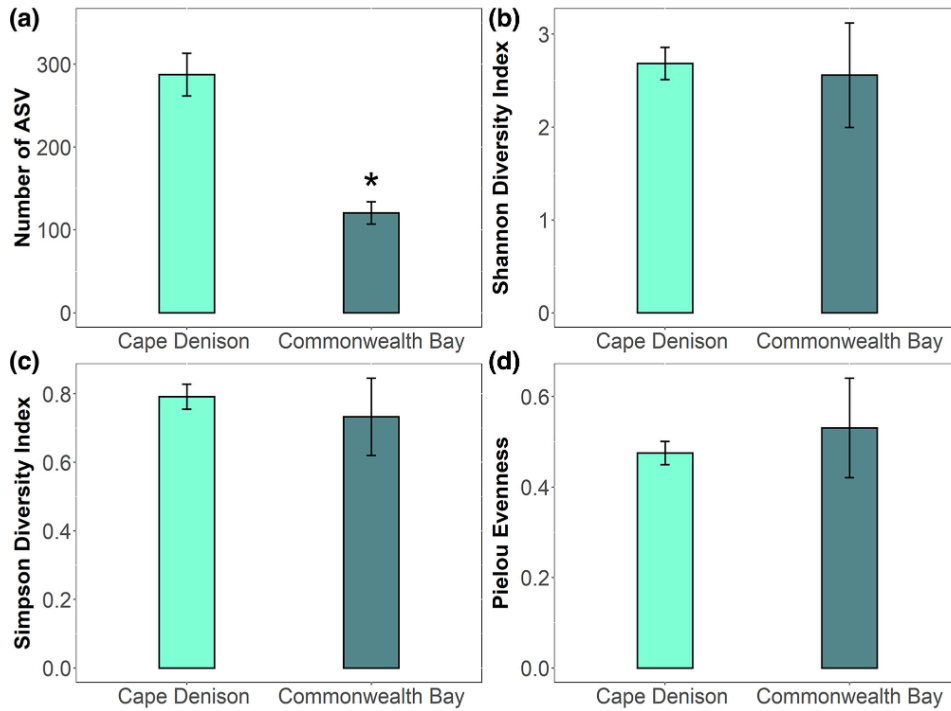 (a)
Number of ASV
300
200
100
0
*
Cape Denison Commonwealth Bay
(b)
Shannon Diversity Index
3
2
1
0
Cape Denison Commonwealth Bay
(c)
Simpson Diversity Index
0.8
0.6
0.4
0.2
0.0
Cape Denison Commonwealth Bay
(d)
Pielou Evenness
0.6
0.4
0.2
0.0
Cape Denison Commonwealth Bay